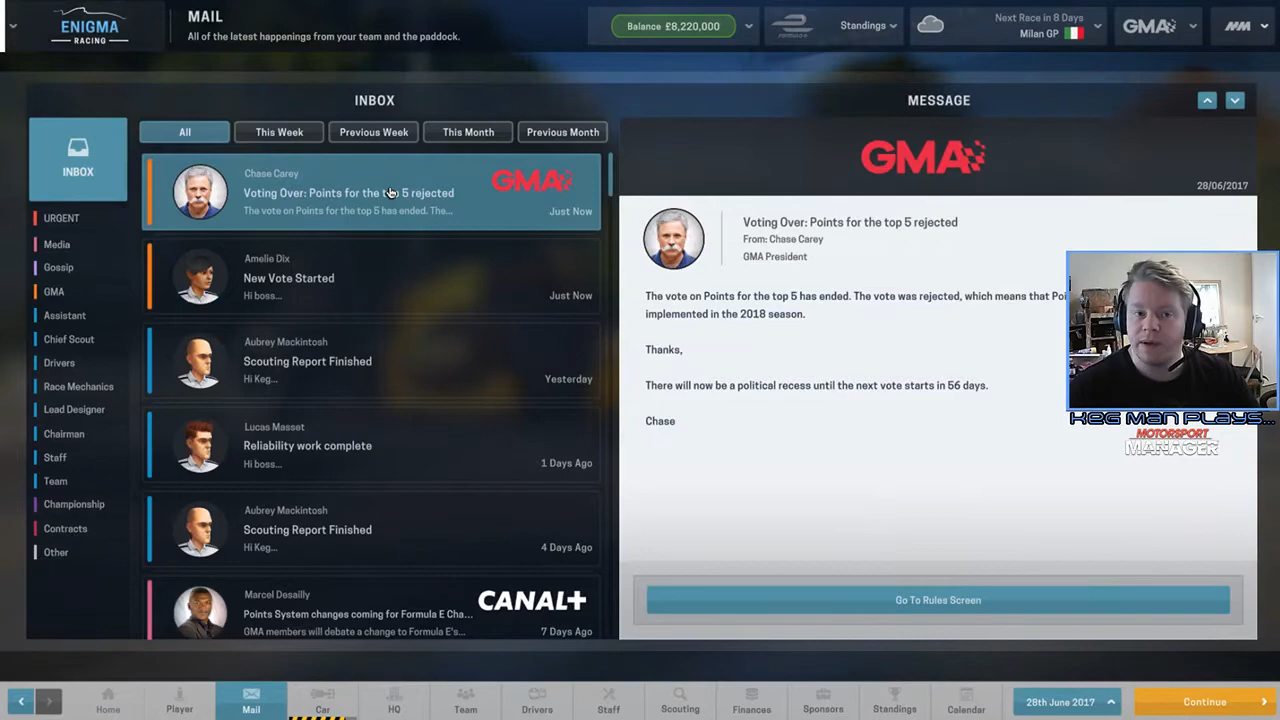 ENIGMA
RACING
MAIL
All of the latest happenings from your team and the paddock.
Balance £8,220,000
Standings
Next Race in 8 Days
Milan GP
GMA
INBOX
MESSAGE
INBOX
All
This Week
Previous Week
This Month
Previous Month
URGENT
Media
Gossip
GMA
Assistant
Chief Scout
Drivers
Race Mechanics
Lead Designer
Chairman
Staff
Team
Championship
Contracts
Other
Chase Carey
Voting Over: Points for the top 5 rejected
The vote on Points for the top 5 has ended. The...
GMA
Just Now
Amelie Dix
New Vote Started
Hi boss...
Just Now
Aubrey Mackintosh
Scouting Report Finished
Hi Keg...
Yesterday
Lucas Masset
Reliability work complete
Hi boss...
1 Days Ago
Aubrey Mackintosh
Scouting Report Finished
Hi Keg...
4 Days Ago
Marcel Desailly
Points System changes coming for Formula E Cha...
GMA members will debate a change to Formula E's...
CANAL+
7 Days Ago
GMA
28/06/2017
Voting Over: Points for the top 5 rejected
From: Chase Carey
GMA President
The vote on Points for the top 5 has ended. The vote was rejected, which means that Poi
implemented in the 2018 season.
Thanks,
There will now be a political recess until the next vote starts in 56 days.
Chase
KEG MAN PLAYS...
MOTORSPORT
MANAGER
Go To Rules Screen
Home
Player
Mail
Car
HQ
Team
Drivers
Staff
Scouting
Finances
Sponsors
Standings
Calendar
28th June 2017
Continue